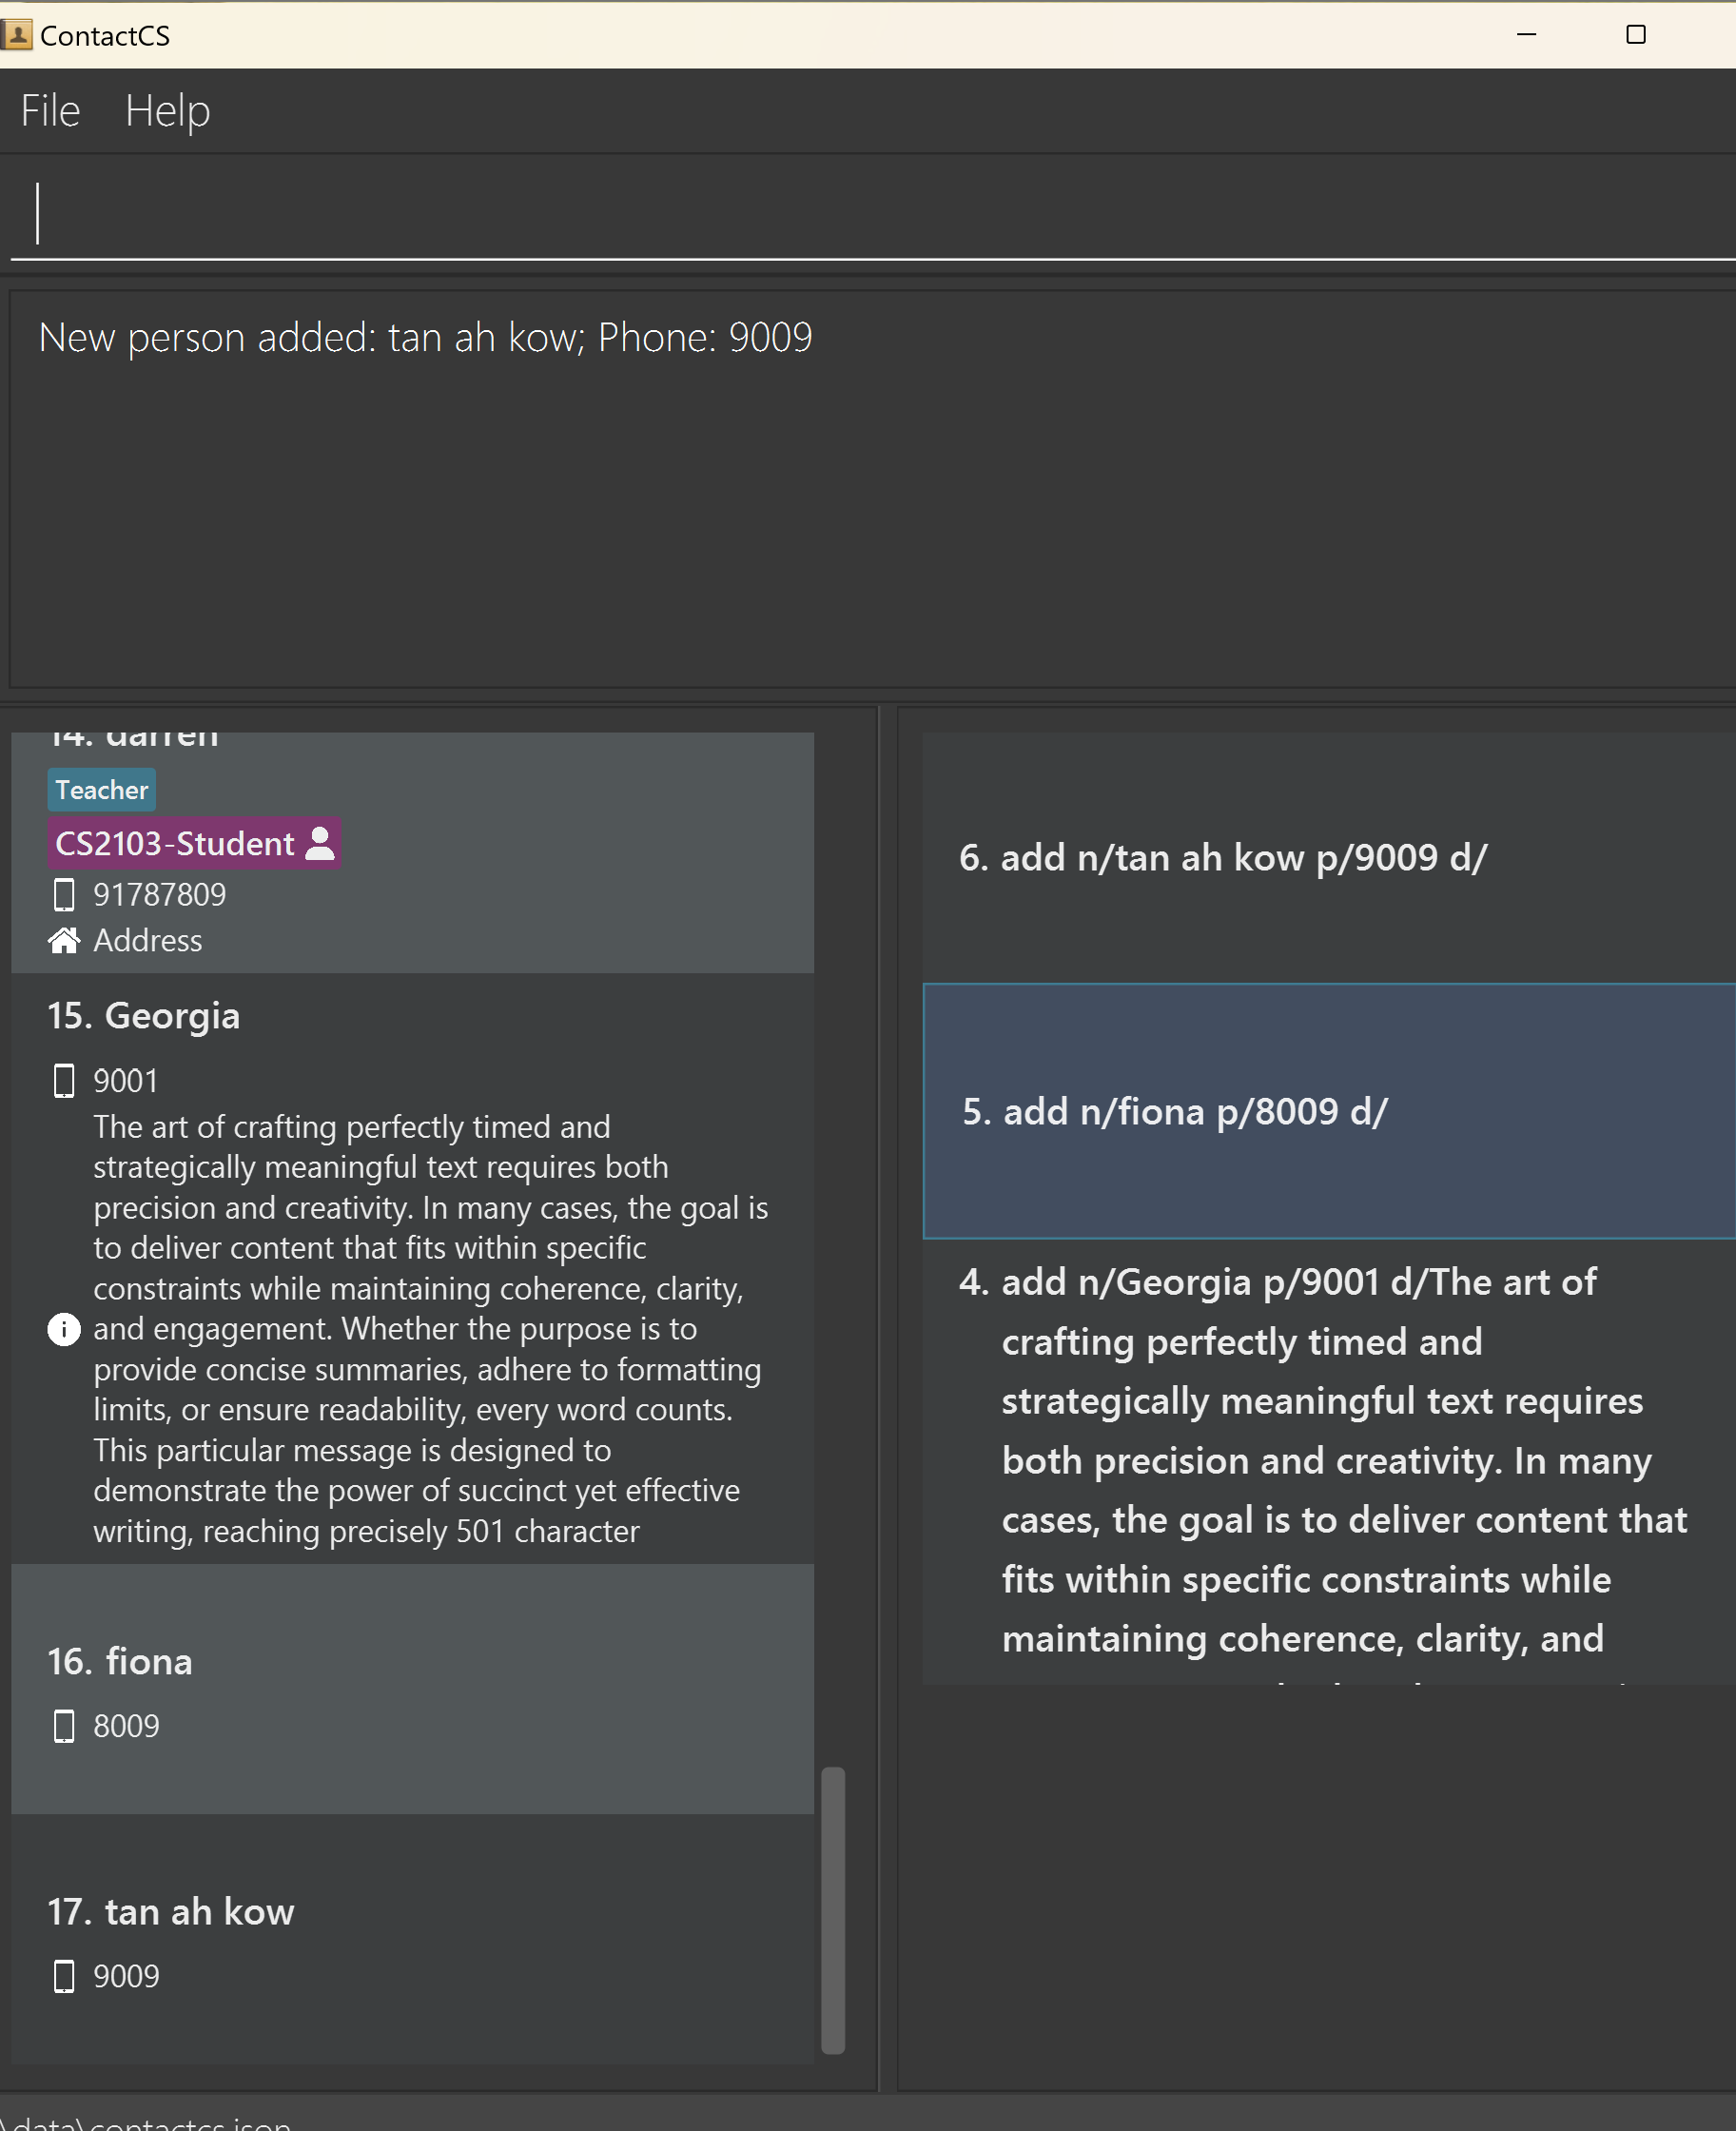 ContactCS
File Help
New person added: tan ah kow; Phone: 9009
14. darren
Teacher
CS2103-Student
91787809
Address
15. Georgia
9001
The art of crafting perfectly timed and
strategically meaningful text requires both
precision and creativity. In many cases, the goal is
to deliver content that fits within specific
constraints while maintaining coherence, clarity,
and engagement. Whether the purpose is to
provide concise summaries, adhere to formatting
limits, or ensure readability, every word counts.
This particular message is designed to
demonstrate the power of succinct yet effective
writing, reaching precisely 501 character
16. fiona
8009
17. tan ah kow
9009
6. add n/tan ah kow p/9009 d/
5. add n/fiona p/8009 d/
4. add n/Georgia p/9001 d/The art of
crafting perfectly timed and
strategically meaningful text requires
both precision and creativity. In many
cases, the goal is to deliver content that
fits within specific constraints while
maintaining coherence, clarity, and
\data\contactcs.json